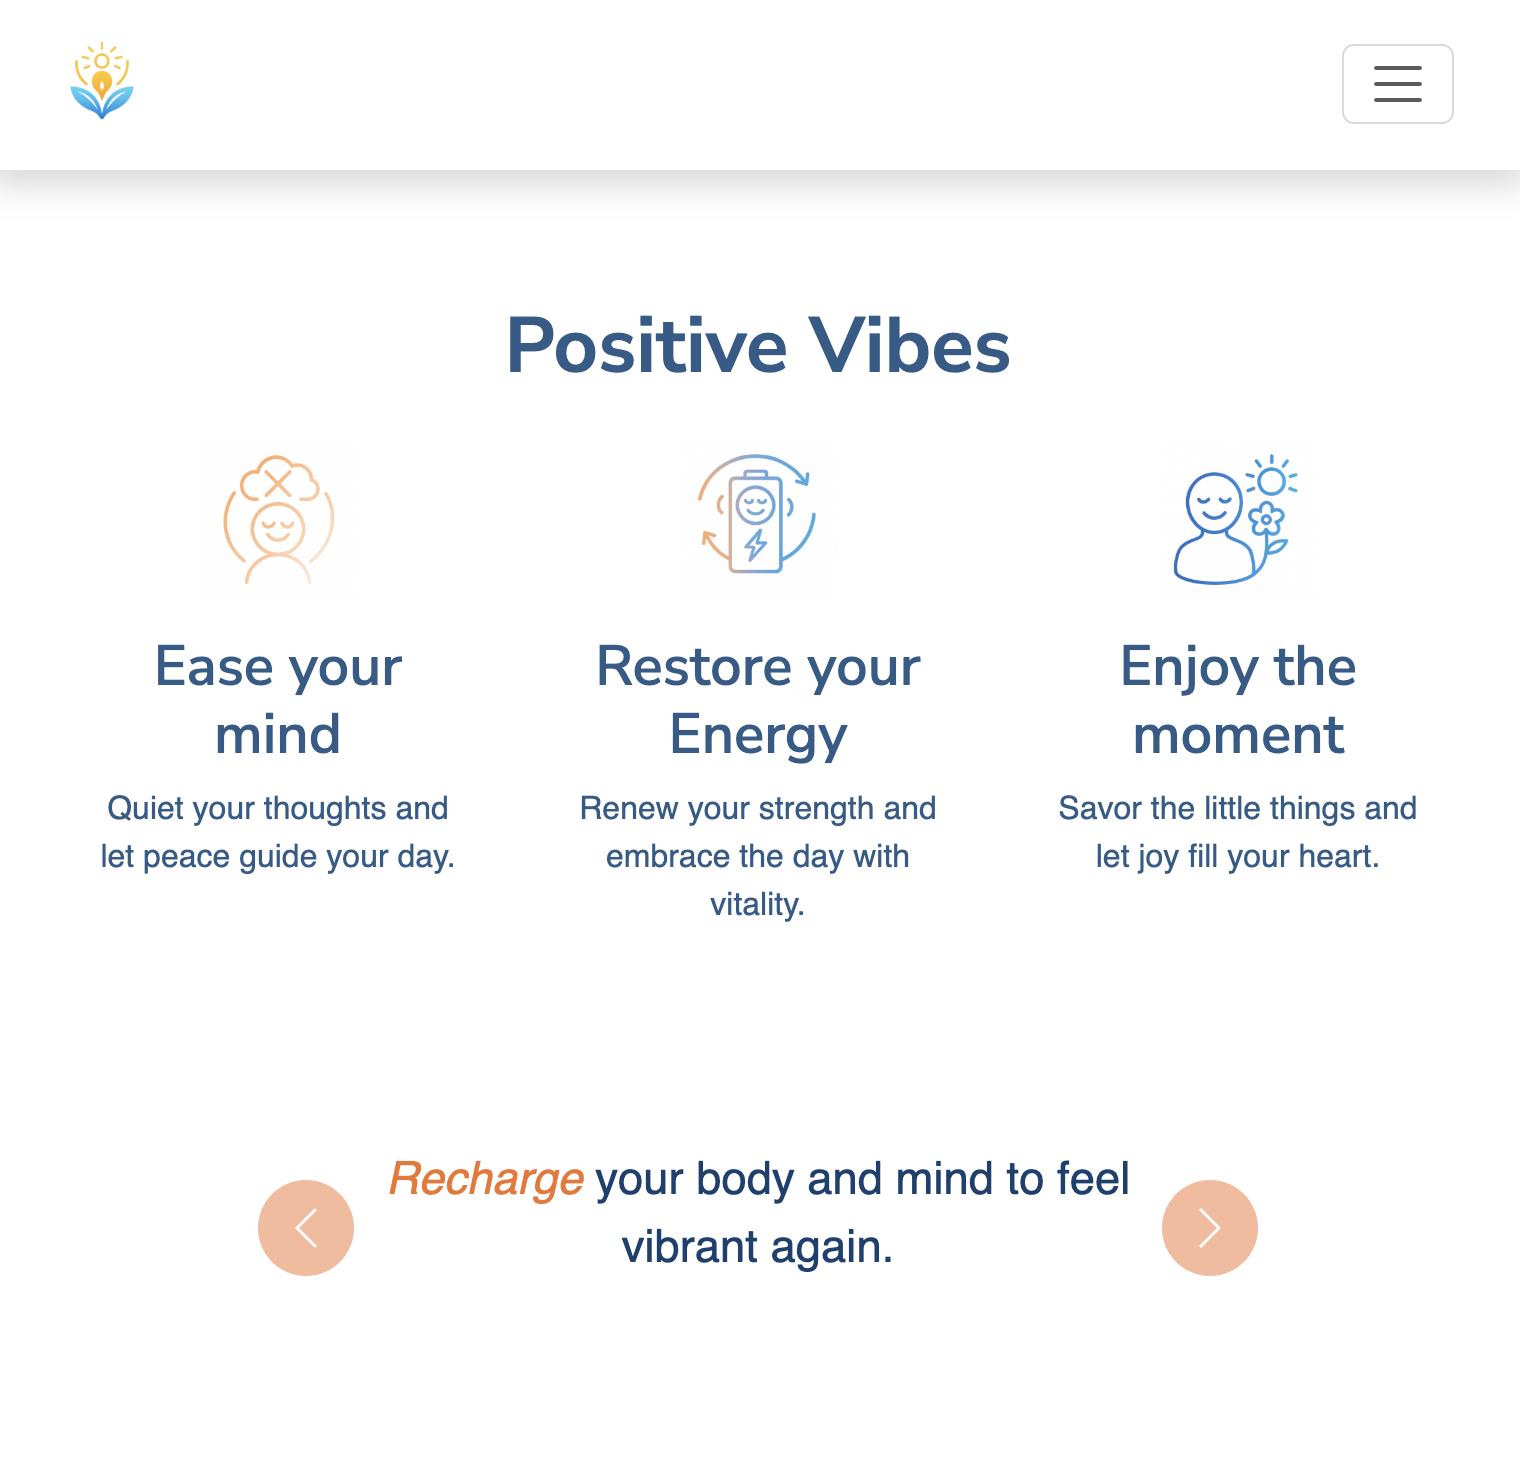 Positive Vibes
Ease your
mind
Quiet your thoughts and
let peace guide your day.
Restore your
Energy
Renew your strength and
embrace the day with
vitality.
Enjoy the
moment
Savor the little things and
let joy fill your heart.
Recharge your body and mind to feel
vibrant again.